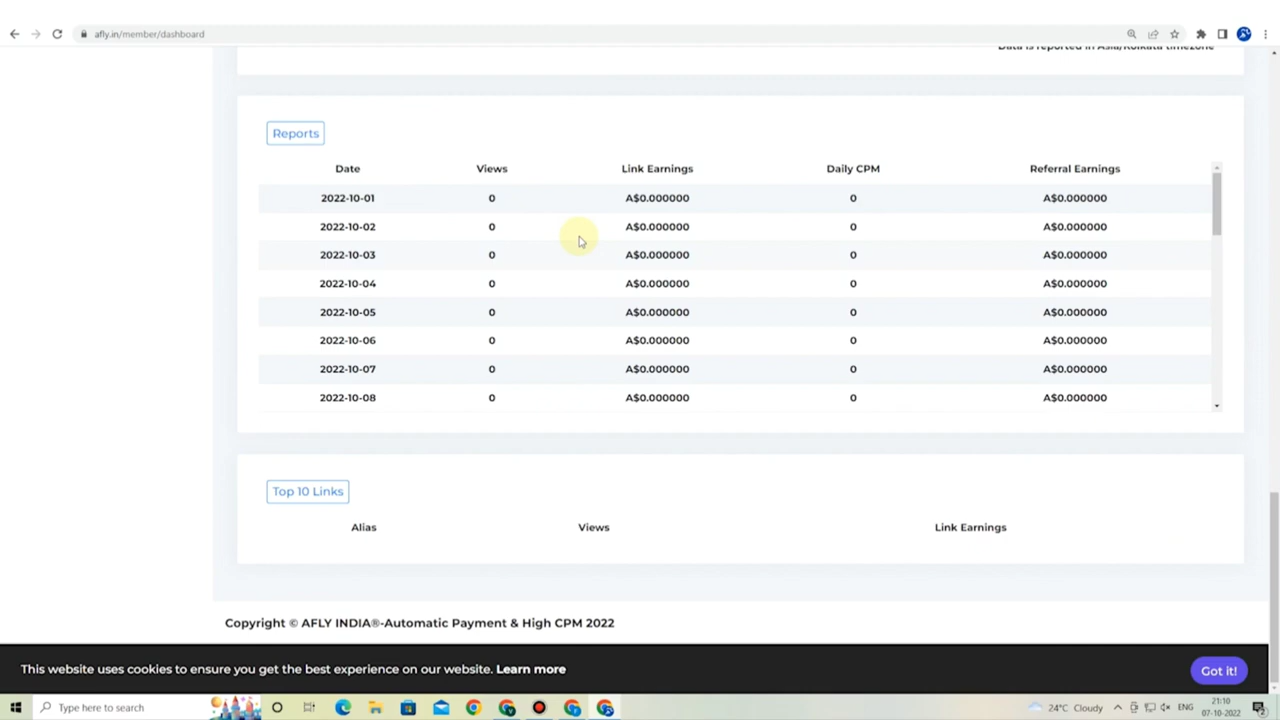 afly.in/member/dashboard
Data is reported in Asia/Kolkata timezone
Reports
Date Views Link Earnings Daily CPM Referral Earnings
2022-10-01 0 A$0.000000 0 A$0.000000
2022-10-02 0 A$0.000000 0 A$0.000000
2022-10-03 0 A$0.000000 0 A$0.000000
2022-10-04 0 A$0.000000 0 A$0.000000
2022-10-05 0 A$0.000000 0 A$0.000000
2022-10-06 0 A$0.000000 0 A$0.000000
2022-10-07 0 A$0.000000 0 A$0.000000
2022-10-08 0 A$0.000000 0 A$0.000000
Top 10 Links
Alias Views Link Earnings
Copyright © AFLY INDIA®-Automatic Payment & High CPM 2022
This website uses cookies to ensure you get the best experience on our website. Learn more
Got it!
Type here to search
24°C Cloudy
ENG
21:10
07-10-2022
2